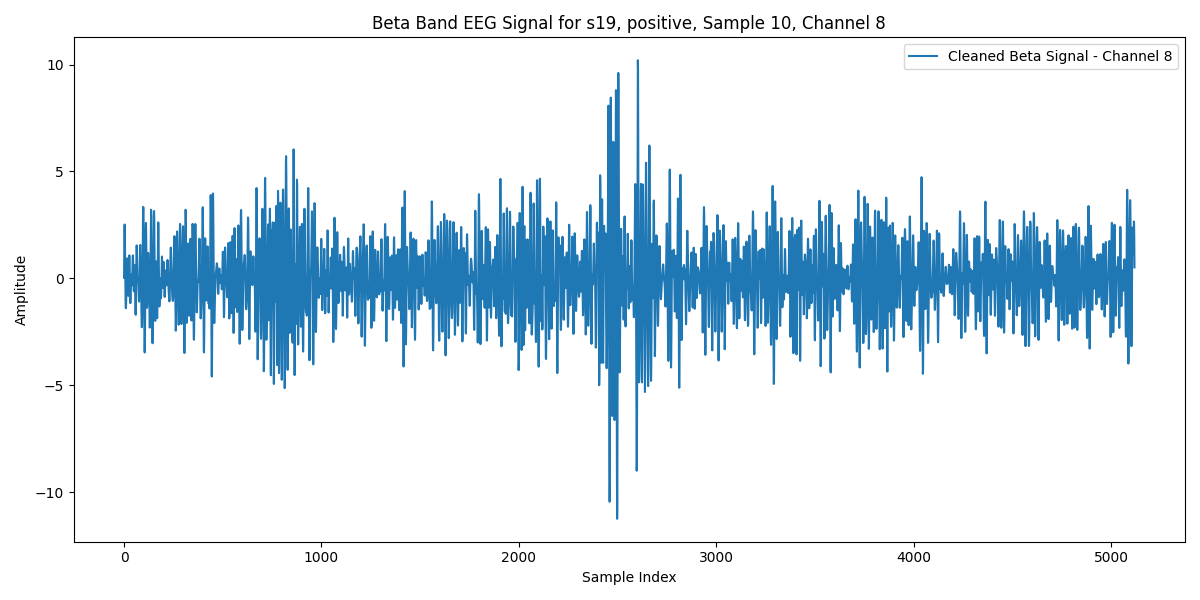 Beta Band EEG Signal for s19, positive, Sample 10, Channel 8
Cleaned Beta Signal - Channel 8
10
5
0
−5
−10
Amplitude
0 1000 2000 3000 4000 5000
Sample Index